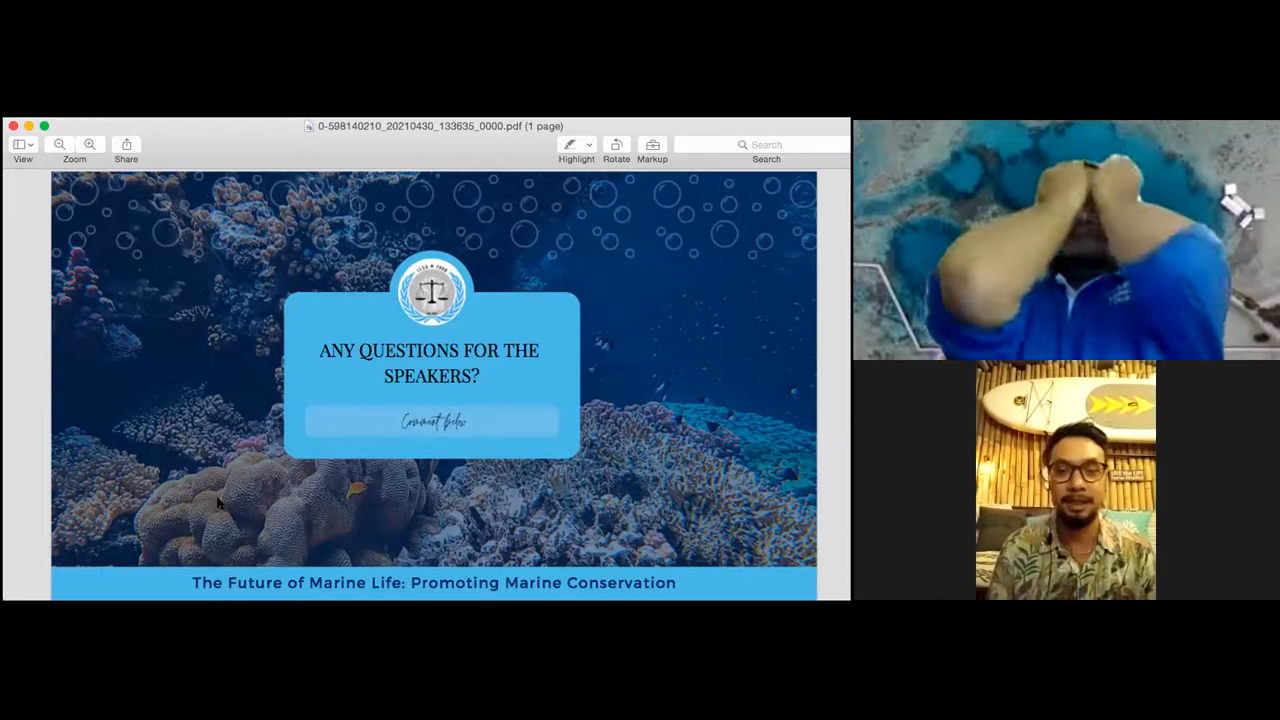 0-598140210_20210430_133635_0000.pdf (1 page)
View
Zoom
Share
Highlight
Rotate
Markup
Search
Search
ANY QUESTIONS FOR THE
SPEAKERS?
Comment below
The Future of Marine Life: Promoting Marine Conservation